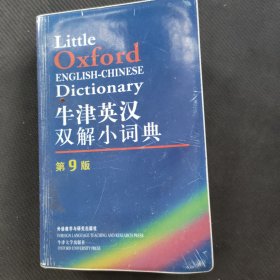 Little
Oxford
ENGLISH-CHINESE
Dictionary
牛津英汉
双解小词典
第9版
外语教学与研究出版社
FOREIGN LANGUAGE TEACHING AND RESEARCH PRESS
牛津大学出版社
OXFORD UNIVERSITY PRESS